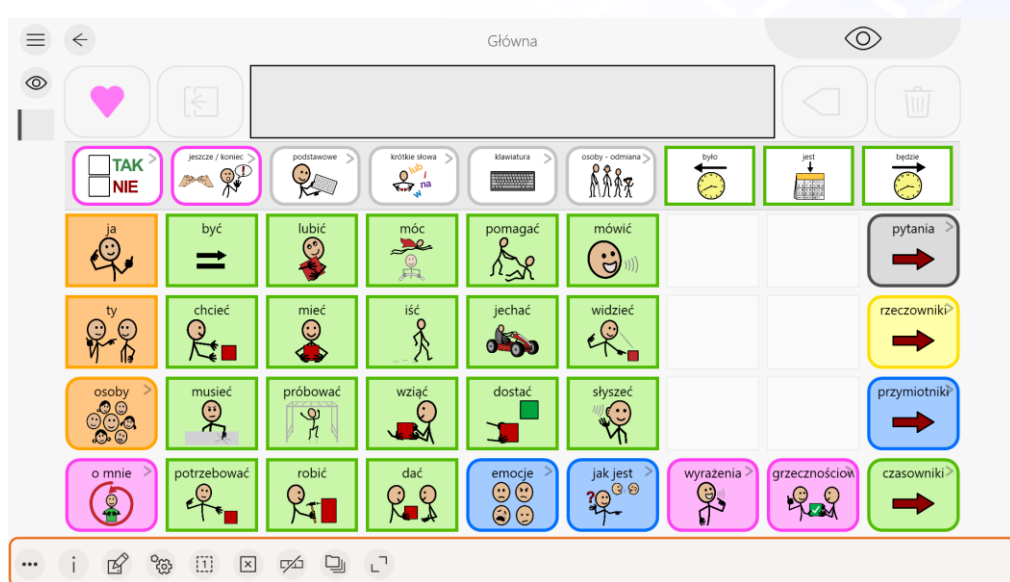 Główna
TAK
NIE
jeszcze / koniec
podstawowe
krótkie słowa
lub
i
na
w
klawiatura
osoby - odmiana
było
jest
będzie
ja
być
lubić
móc
pomagać
mówić
pytania
ty
chcieć
mieć
iść
jechać
widzieć
rzeczowniki
osoby
musieć
próbować
wziąć
dostać
słyszeć
przymiotniki
o mnie
potrzebować
robić
dać
emocje
jak jest
wyrażenia
grzecznościow
czasowniki